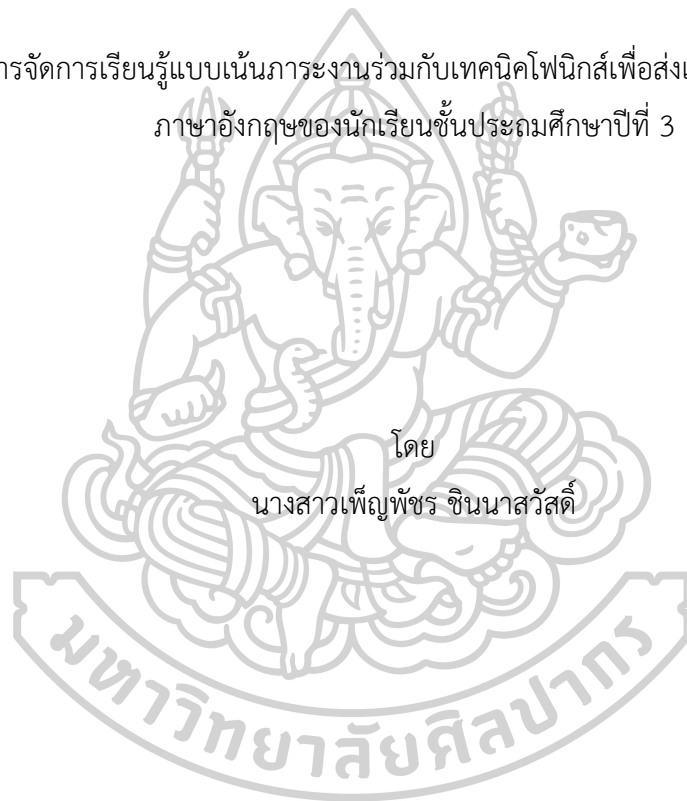 ารจัดการเรียนรู้แบบเน้นภาระงานร่วมกับเทคนิคโฟนิกส์เพื่อส่งเ
ภาษาอังกฤษของนักเรียนชั้นประถมศึกษาปีที่ 3
โดย
นางสาวเพ็ญพัชร ชินนาสวัสดิ์
มหาวิทยาลัยศิลปากร